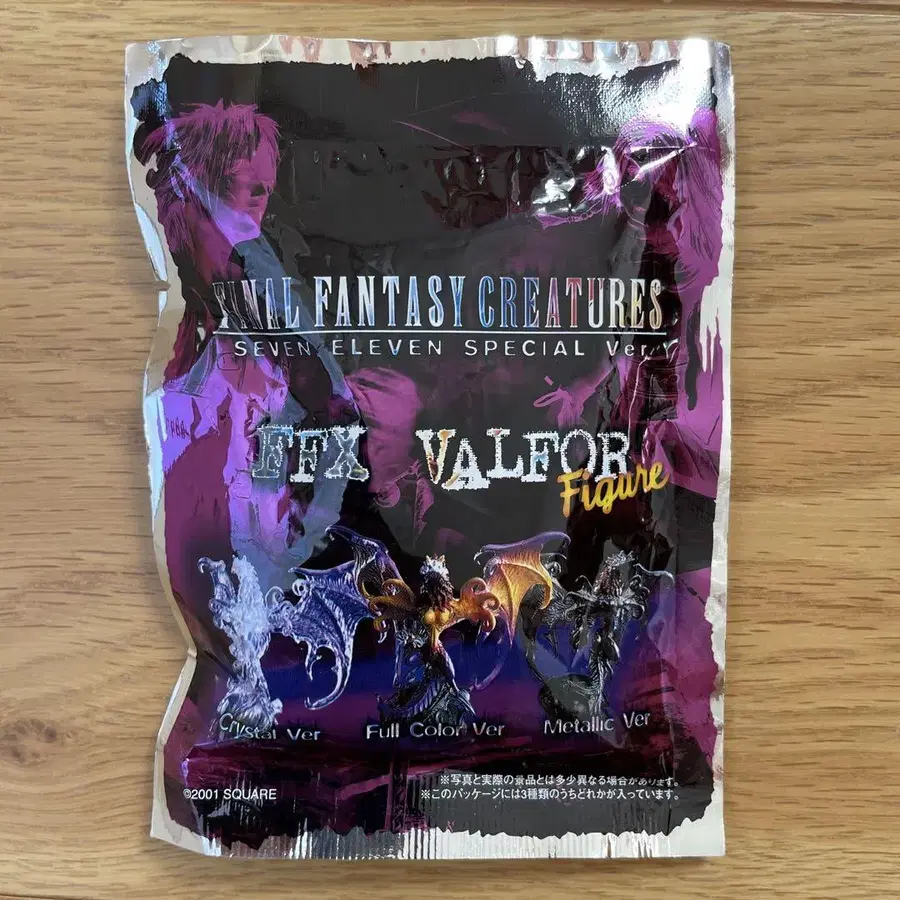 FINAL FANTASY CREATURES
SEVEN ELEVEN SPECIAL Ver.
FFX VALFOR
Figure
Crystal Ver
Full Color Ver
Metallic Ver
※写真と実際の景品とは多少異なる場合があります。
※このパッケージには3種類のうちどれかが入っています。
©2001 SQUARE